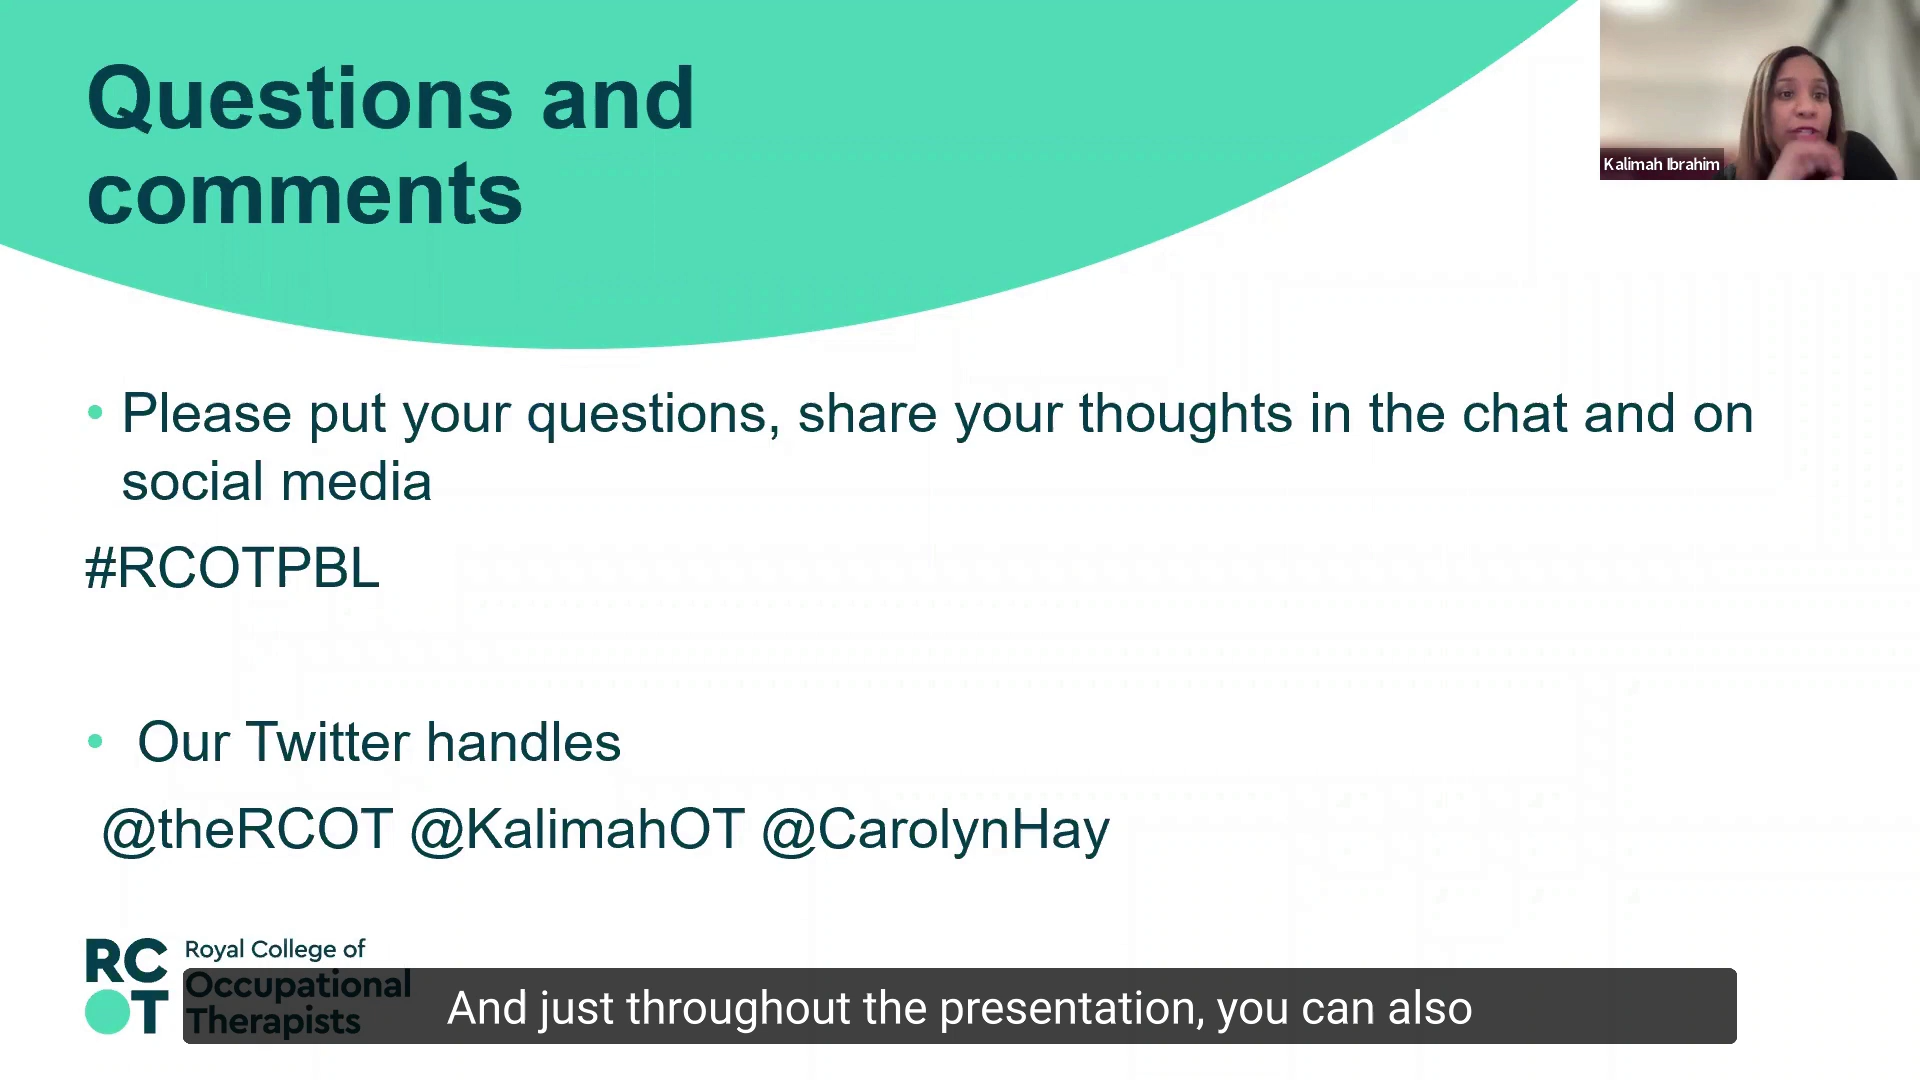 Questions and
comments
Kalimah Ibrahim
• Please put your questions, share your thoughts in the chat and on
social media
#RCOTPBL
• Our Twitter handles
@theRCOT @KalimahOT @CarolynHay
RC
OT
Royal College of
Occupational
Therapists
And just throughout the presentation, you can also